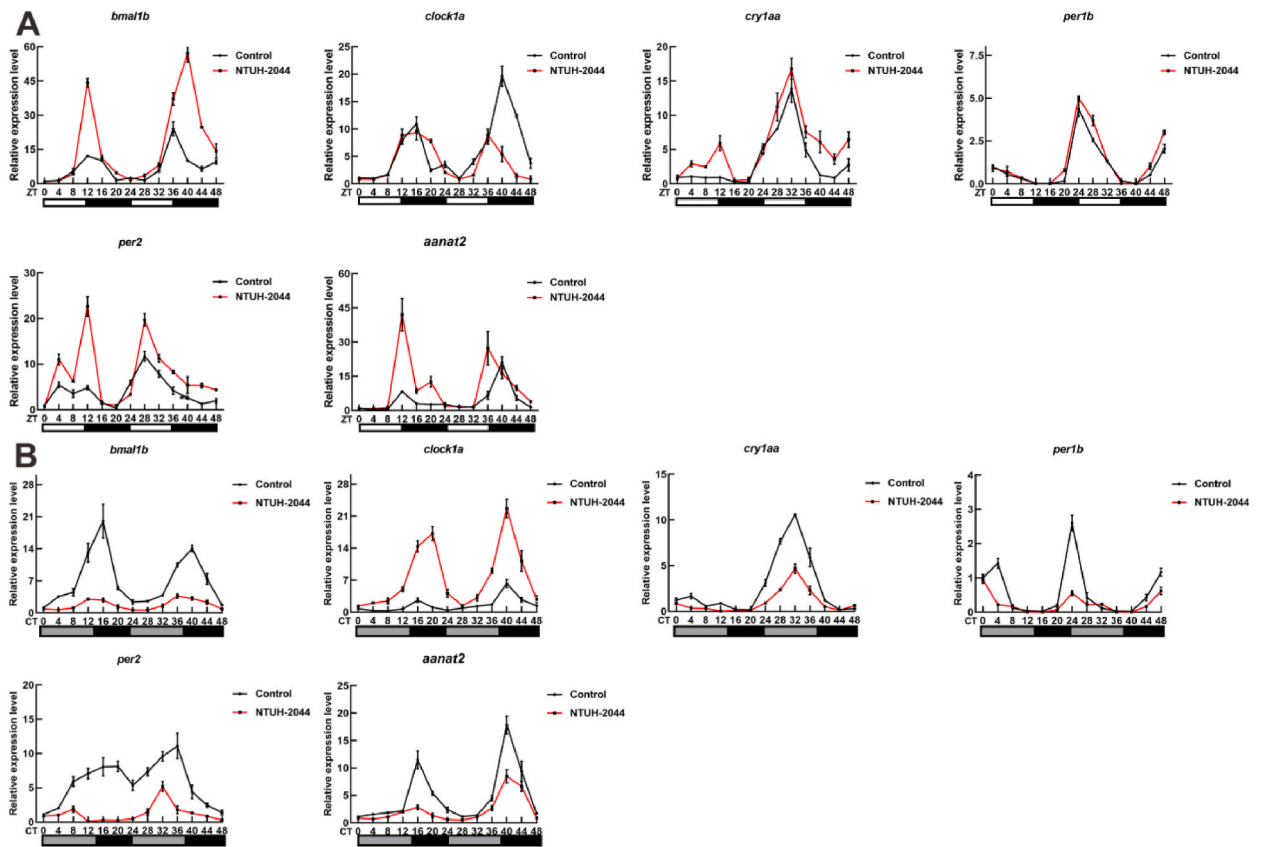 A
bmal1b
Relative expression level
60
45
30
15
0
ZT 0 4 8 12 16 20 24 28 32 36 40 44 48
Control
NTUH-2044
clock1a
Relative expression level
25
20
15
10
5
0
ZT 0 4 8 12 16 20 24 28 32 36 40 44 48
Control
NTUH-2044
cry1aa
Relative expression level
20
15
10
5
0
ZT 0 4 8 12 16 20 24 28 32 36 40 44 48
Control
NTUH-2044
per1b
Relative expression level
7.5
5.0
2.5
0
ZT 0 4 8 12 16 20 24 28 32 36 40 44 48
Control
NTUH-2044
per2
Relative expression level
30
20
10
0
ZT 0 4 8 12 16 20 24 28 32 36 40 44 48
Control
NTUH-2044
aanat2
Relative expression level
60
45
30
15
0
ZT 0 4 8 12 16 20 24 28 32 36 40 44 48
Control
NTUH-2044
B
bmal1b
Relative expression level
28
21
14
7
0
CT 0 4 8 12 16 20 24 28 32 36 40 44 48
Control
NTUH-2044
clock1a
Relative expression level
28
21
14
7
0
CT 0 4 8 12 16 20 24 28 32 36 40 44 48
Control
NTUH-2044
cry1aa
Relative expression level
15
10
5
0
CT 0 4 8 12 16 20 24 28 32 36 40 44 48
Control
NTUH-2044
per1b
Relative expression level
4
3
2
1
0
CT 0 4 8 12 16 20 24 28 32 36 40 44 48
Control
NTUH-2044
per2
Relative expression level
20
15
10
5
0
CT 0 4 8 12 16 20 24 28 32 36 40 44 48
Control
NTUH-2044
aanat2
Relative expression level
25
20
15
10
5
0
CT 0 4 8 12 16 20 24 28 32 36 40 44 48
Control
NTUH-2044